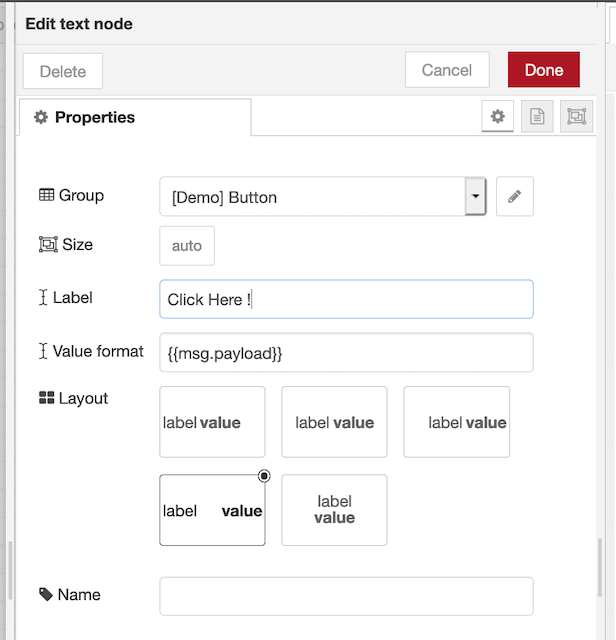 Edit text node
Delete
Cancel
Done
Properties
Group
[Demo] Button
Size
auto
Label
Click Here !
Value format
{{msg.payload}}
Layout
label value
label value
label value
label value
label
value
Name